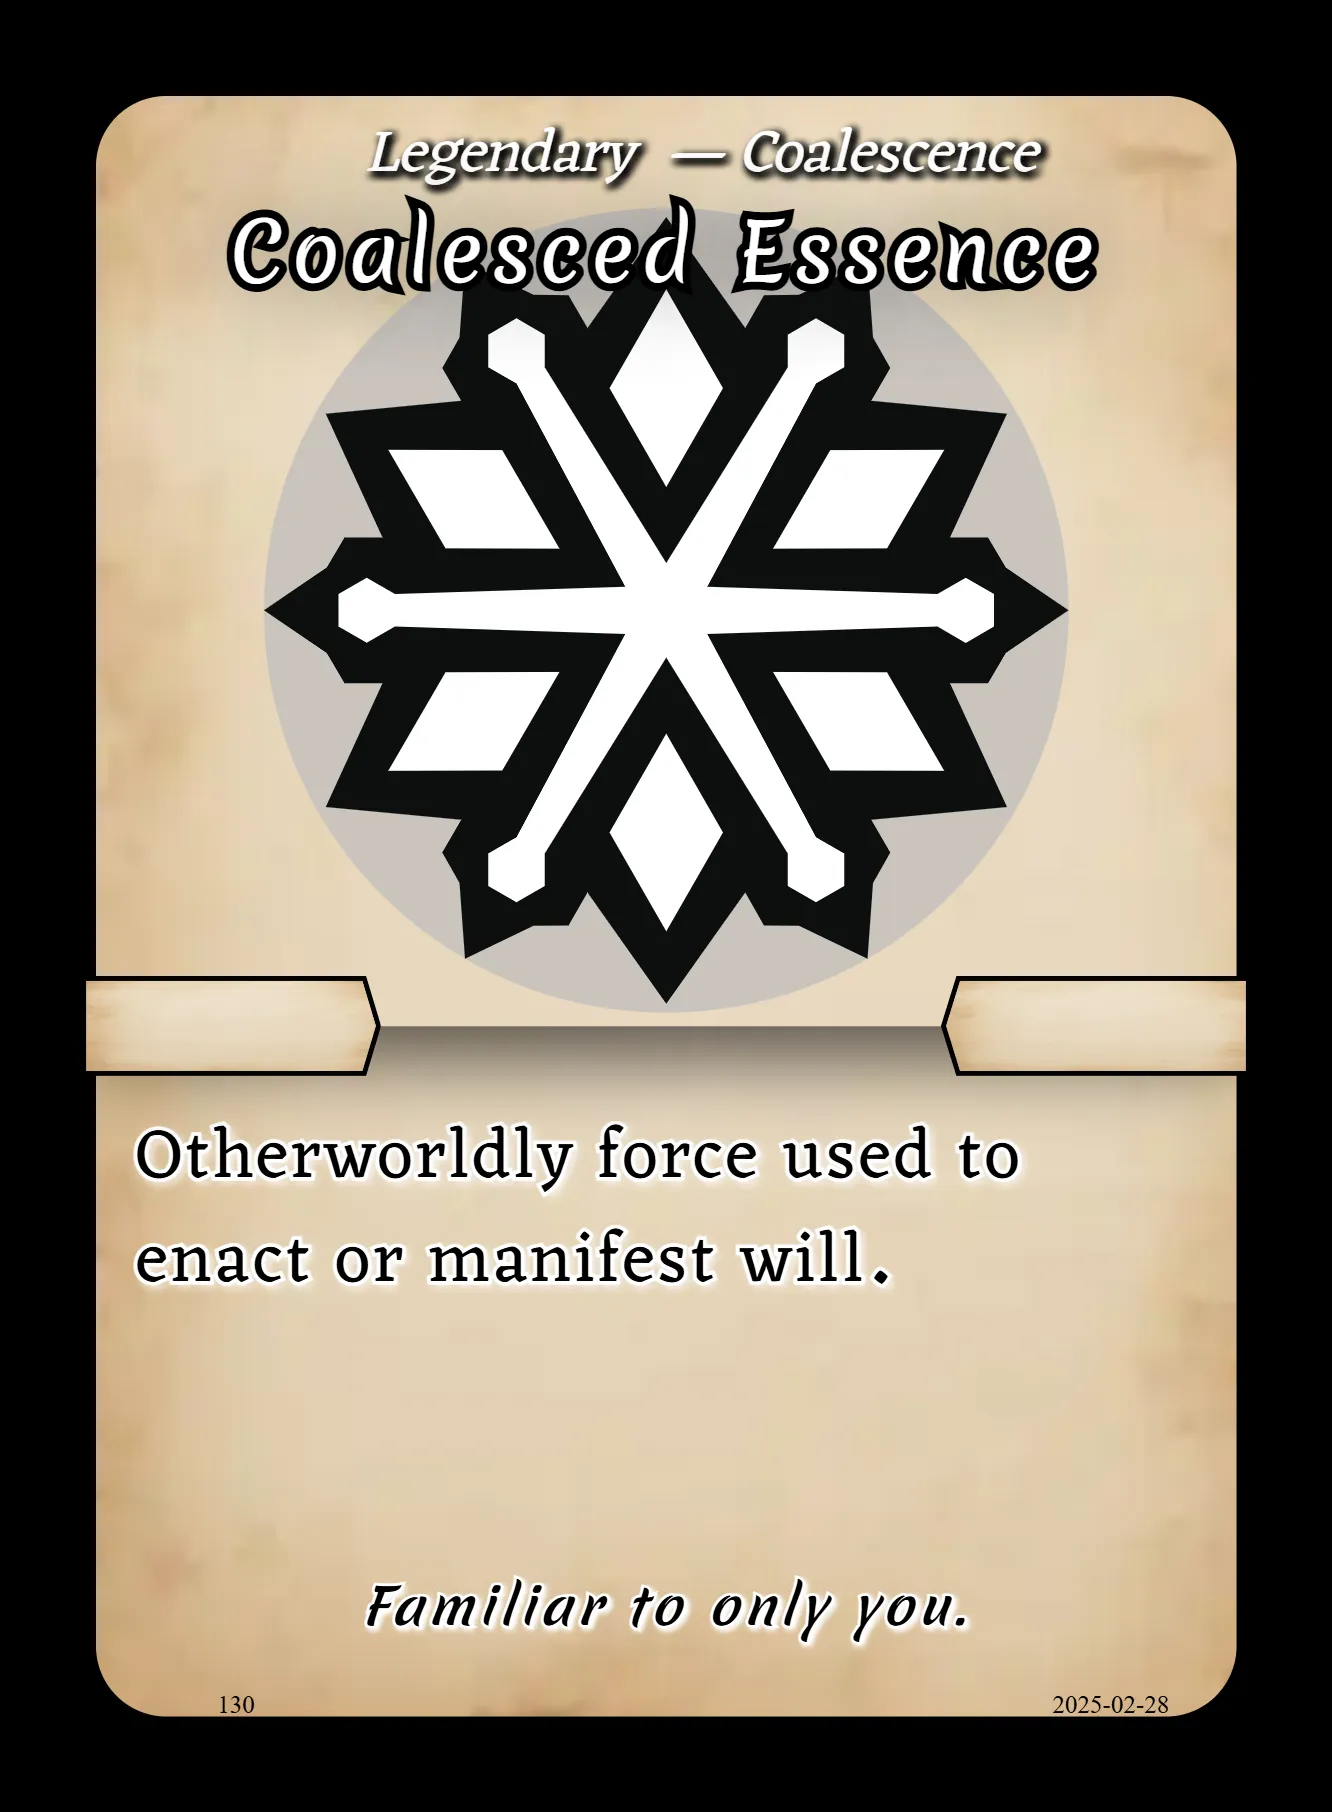 Legendary — Coalescence
Coalesced Essence
Otherworldly force used to
enact or manifest will.
Familiar to only you.
130
2025-02-28